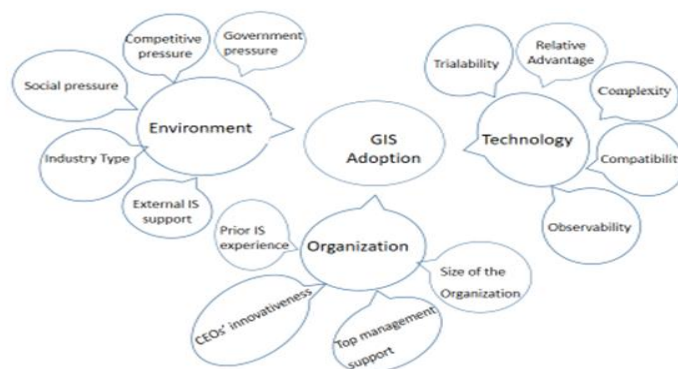 Competitive
pressure
Government
pressure
Social pressure
Environment
Industry Type
External IS
support
GIS
Adoption
Trialability
Relative
Advantage
Complexity
Technology
Compatibility
Observability
Prior IS
experience
Organization
Size of the
Organization
CEOs' innovativeness
Top management
support